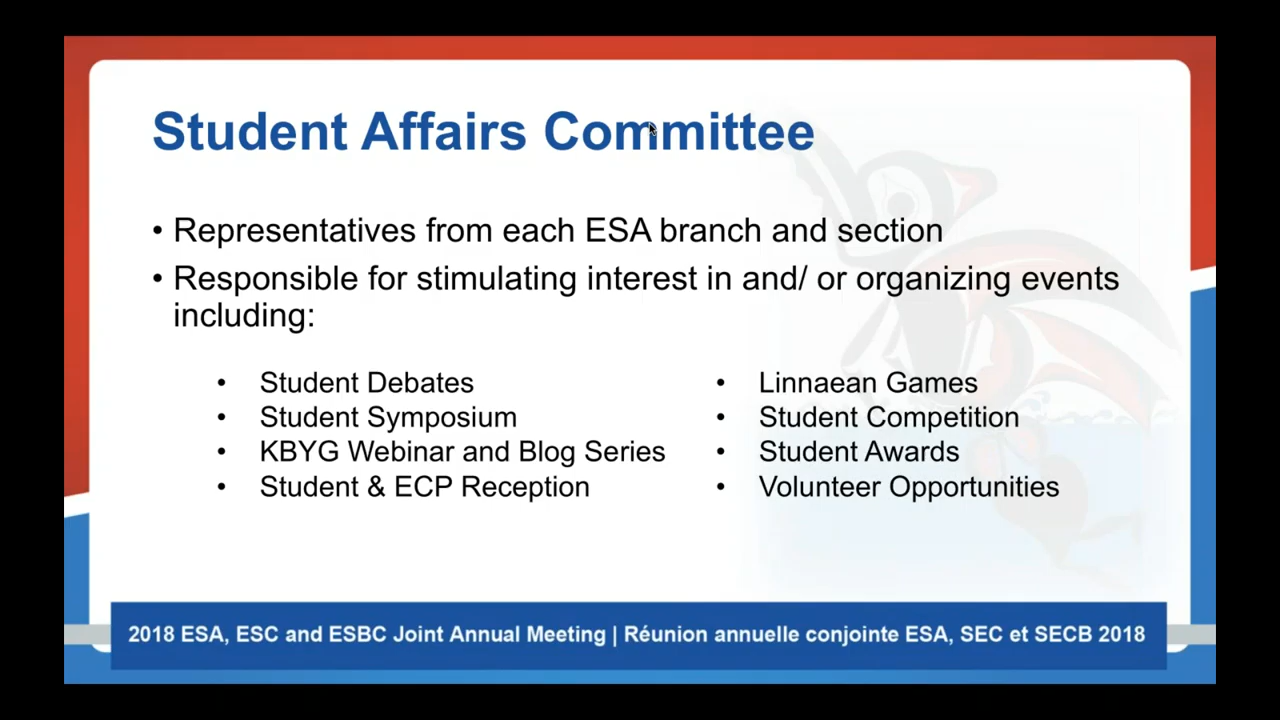 Student Affairs Committee
• Representatives from each ESA branch and section
• Responsible for stimulating interest in and/ or organizing events
including:
• Student Debates
• Student Symposium
• KBYG Webinar and Blog Series
• Student & ECP Reception
• Linnaean Games
• Student Competition
• Student Awards
• Volunteer Opportunities
2018 ESA, ESC and ESBC Joint Annual Meeting | Réunion annuelle conjointe ESA, SEC et SECB 2018